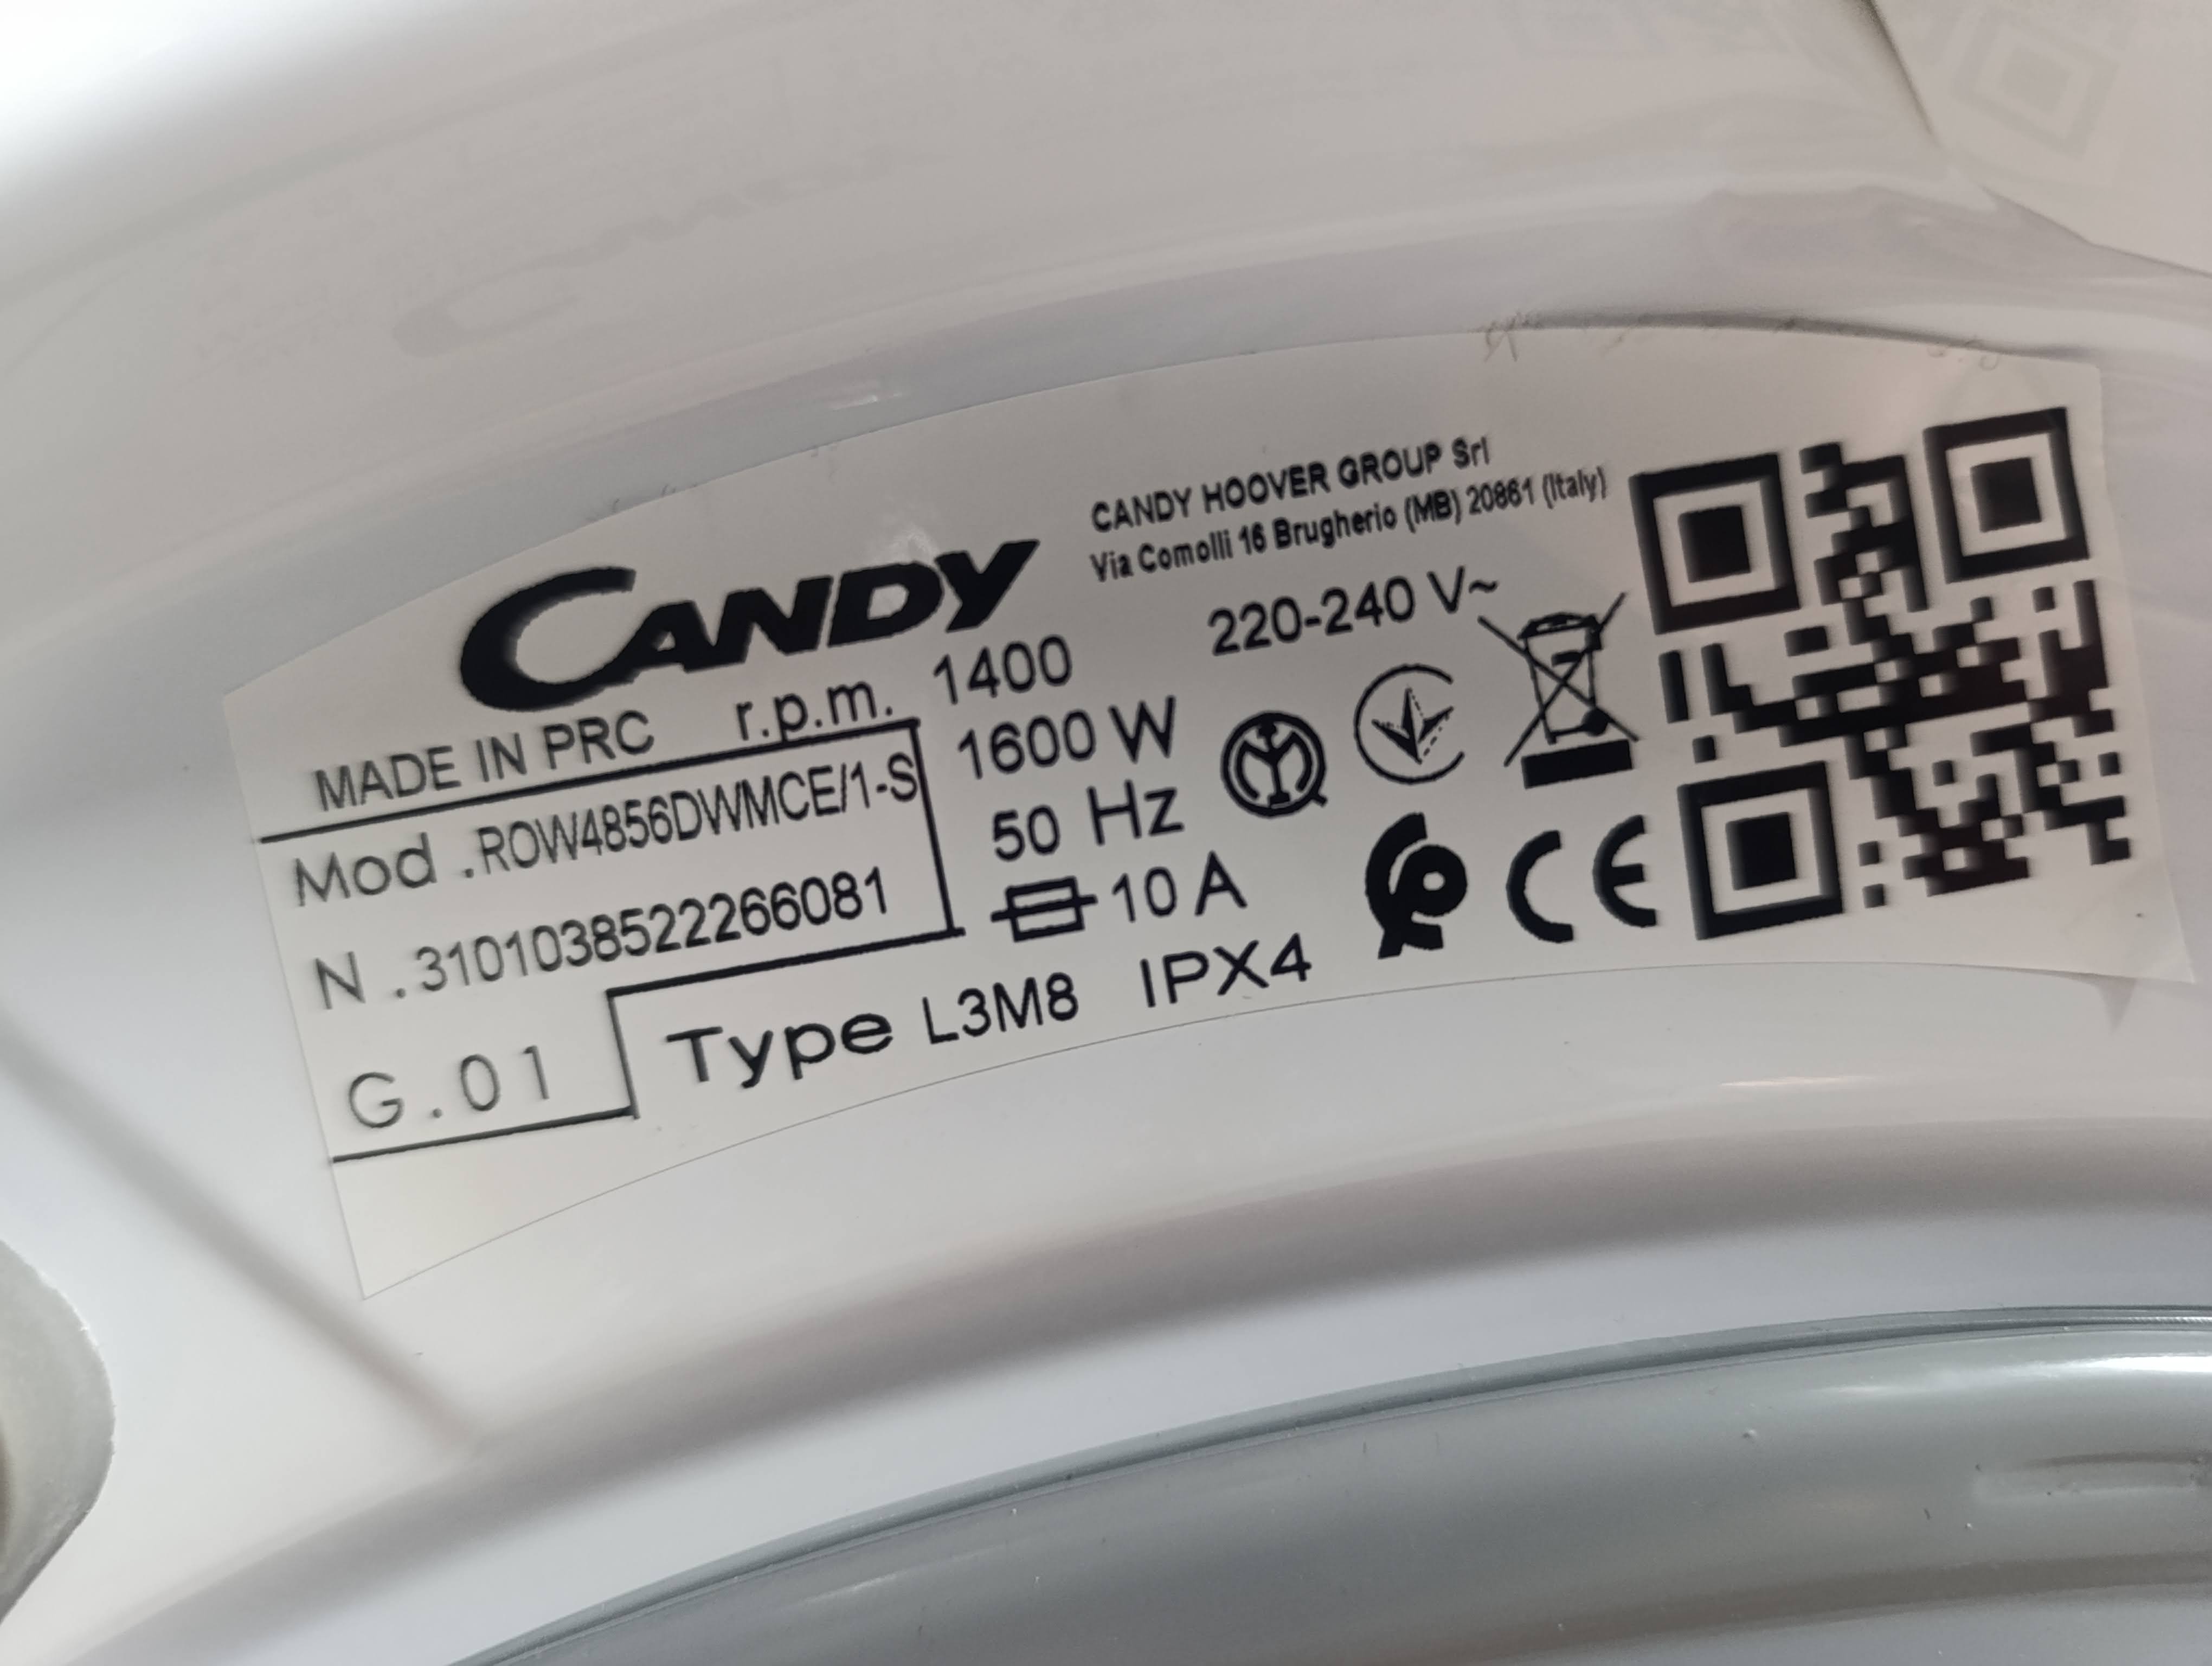 CANDY HOOVER GROUP Srl
Via Comolli 16 Brugherio (MB) 20861 (Italy)
CANDY
MADE IN PRC r.p.m. 1400 220-240 V~
Mod .ROW4856DWMCE/1-S 1600 W
N .3101038522266081 50 Hz
10 A
G.01 Type L3M8 IPX4
CE